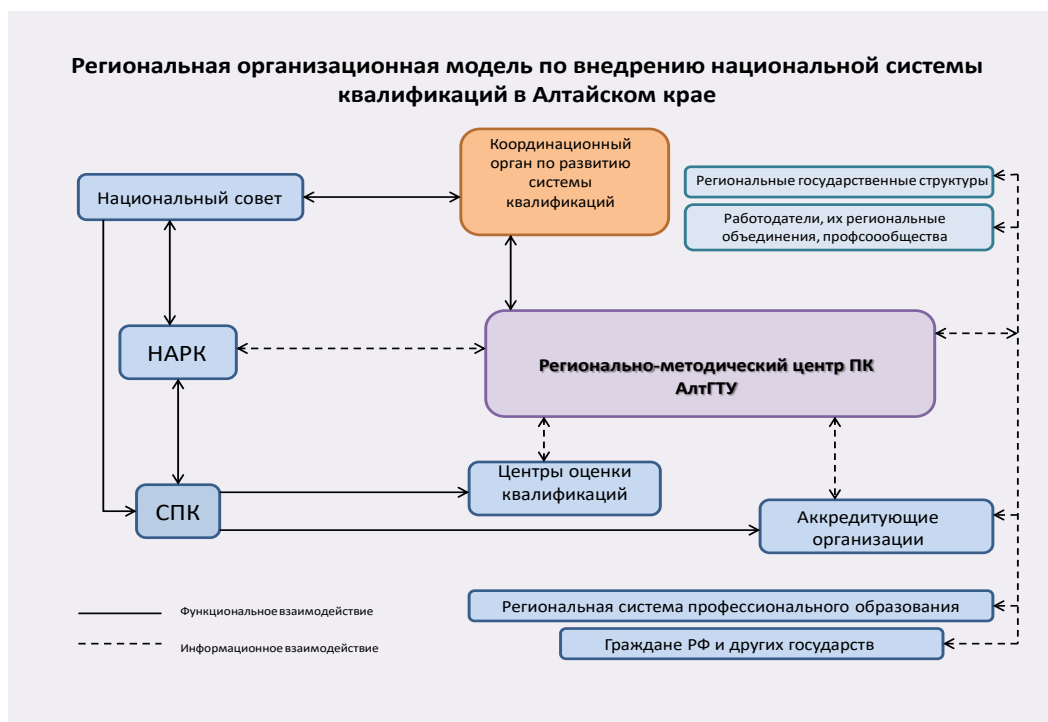 Региональная организационная модель по внедрению национальной системы
квалификаций в Алтайском крае
Координационный
орган по развитию
системы
квалификаций
Национальный совет
Региональные государственные структуры
Работодатели, их региональные
объединения, профсоообщества
НАРК
Регионально-методический центр ПК
АлтГТУ
Центры оценки
квалификаций
СПК
Аккредитующие
организации
Функциональное взаимодействие
Региональная система профессионального образования
Информационное взаимодействие
Граждане РФ и других государств